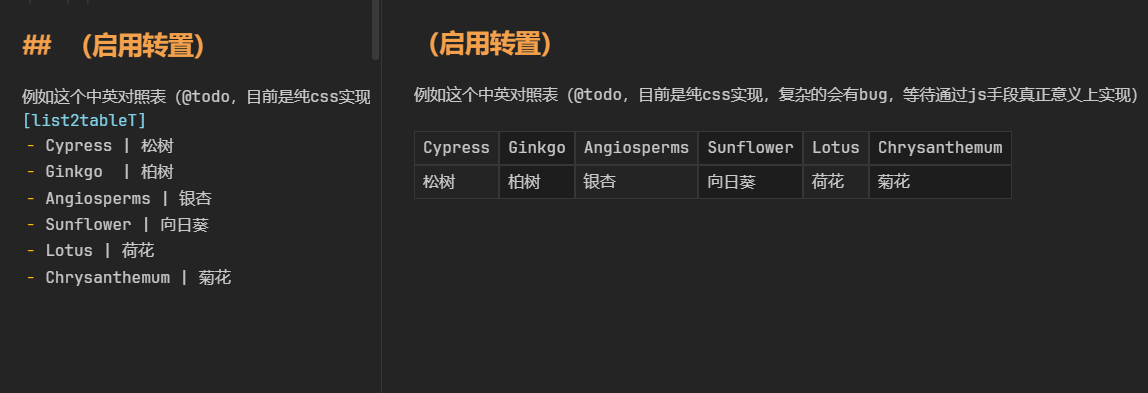 ## （启用转置）
例如这个中英对照表（@todo，目前是纯css实现
[list2tableT]
- Cypress | 松树
- Ginkgo  | 柏树
- Angiosperms | 银杏
- Sunflower | 向日葵
- Lotus | 荷花
- Chrysanthemum | 菊花
（启用转置）
例如这个中英对照表（@todo，目前是纯css实现，复杂的会有bug，等待通过js手段真正意义上实现）
Cypress Ginkgo Angiosperms Sunflower Lotus Chrysanthemum
松树 柏树 银杏 向日葵 荷花 菊花